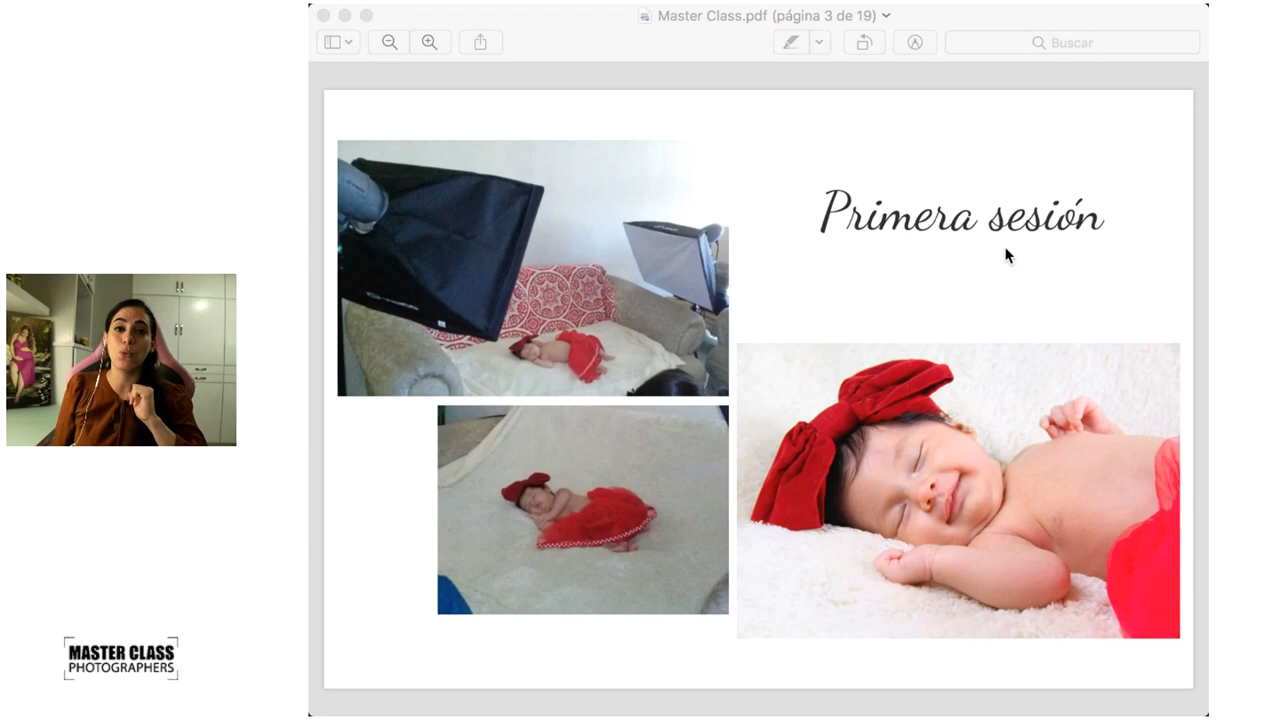 Master Class.pdf (página 3 de 19)
Buscar
Primera sesión
MASTER CLASS
PHOTOGRAPHERS